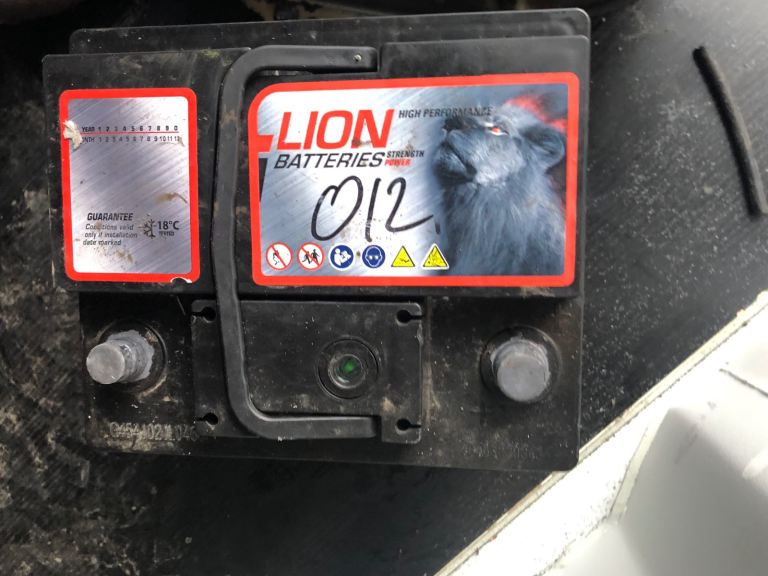 YEAR 1 2 3 4 5 6 7 8 9 0
MONTH 1 2 3 4 5 6 7 8 9 10 11 12
GUARANTEE
Conditions valid
only if installation
date marked
-18°C
TESTED
HIGH PERFORMANCE
LION
BATTERIES STRENGTH
POWER
012